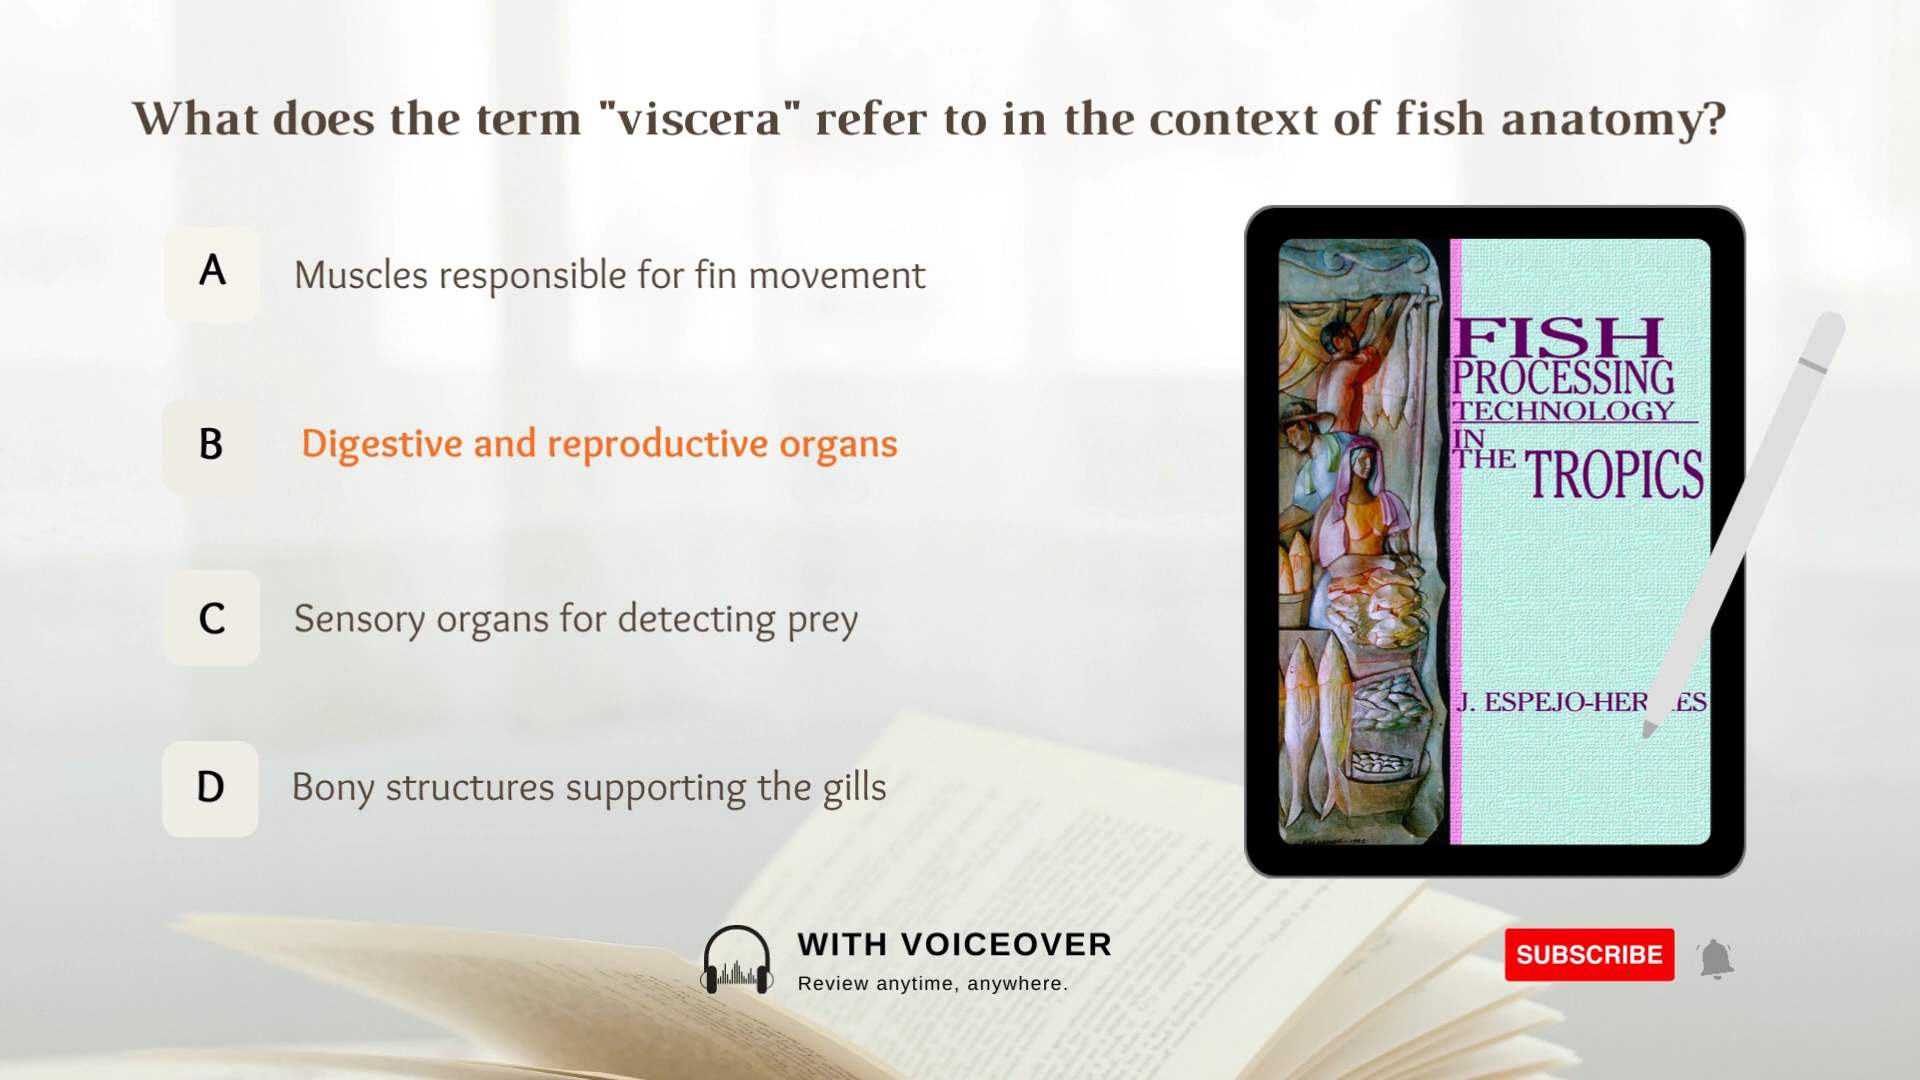 What does the term "viscera" refer to in the context of fish anatomy?
A
Muscles responsible for fin movement
B
Digestive and reproductive organs
C
Sensory organs for detecting prey
D
Bony structures supporting the gills
FISH
PROCESSING
TECHNOLOGY
IN
THE TROPICS
WITH VOICEOVER
Review anytime, anywhere.
SUBSCRIBE